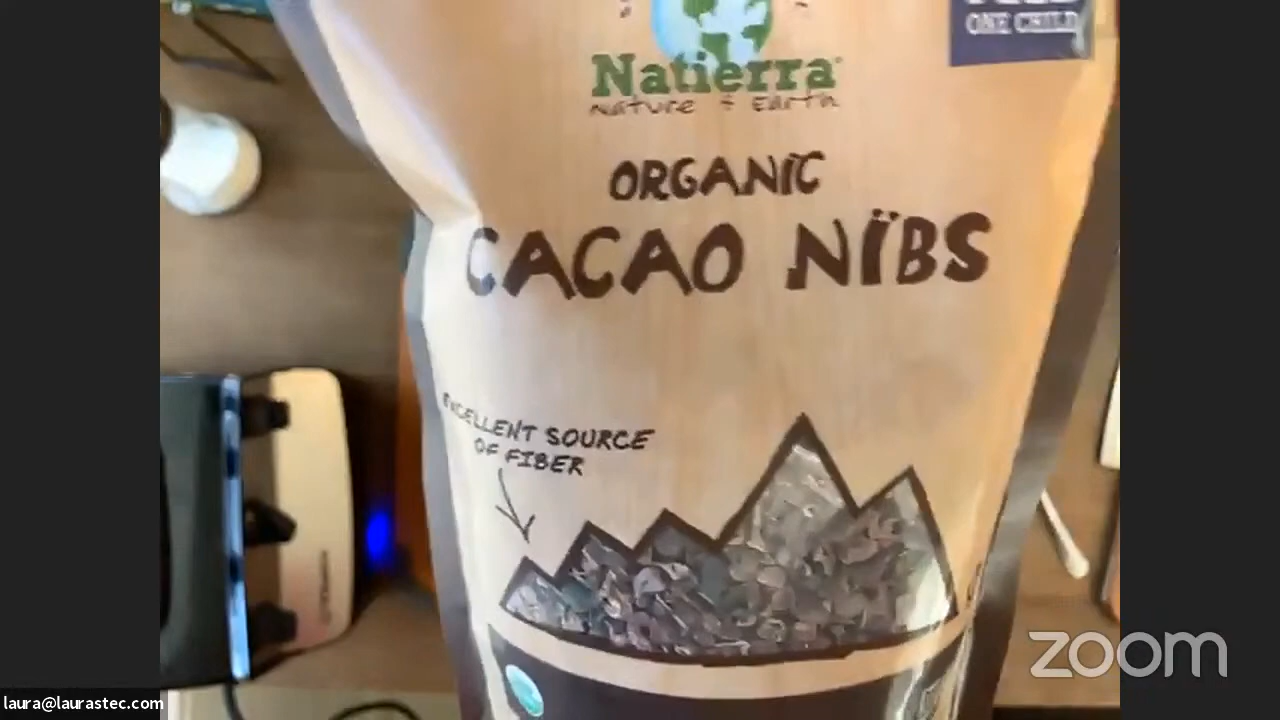 ONE CHILD
Natierra
Nature & Earth
ORGANIC
CACAO NÏBS
EXCELLENT SOURCE
OF FIBER
zoom
laura@laurastec.com